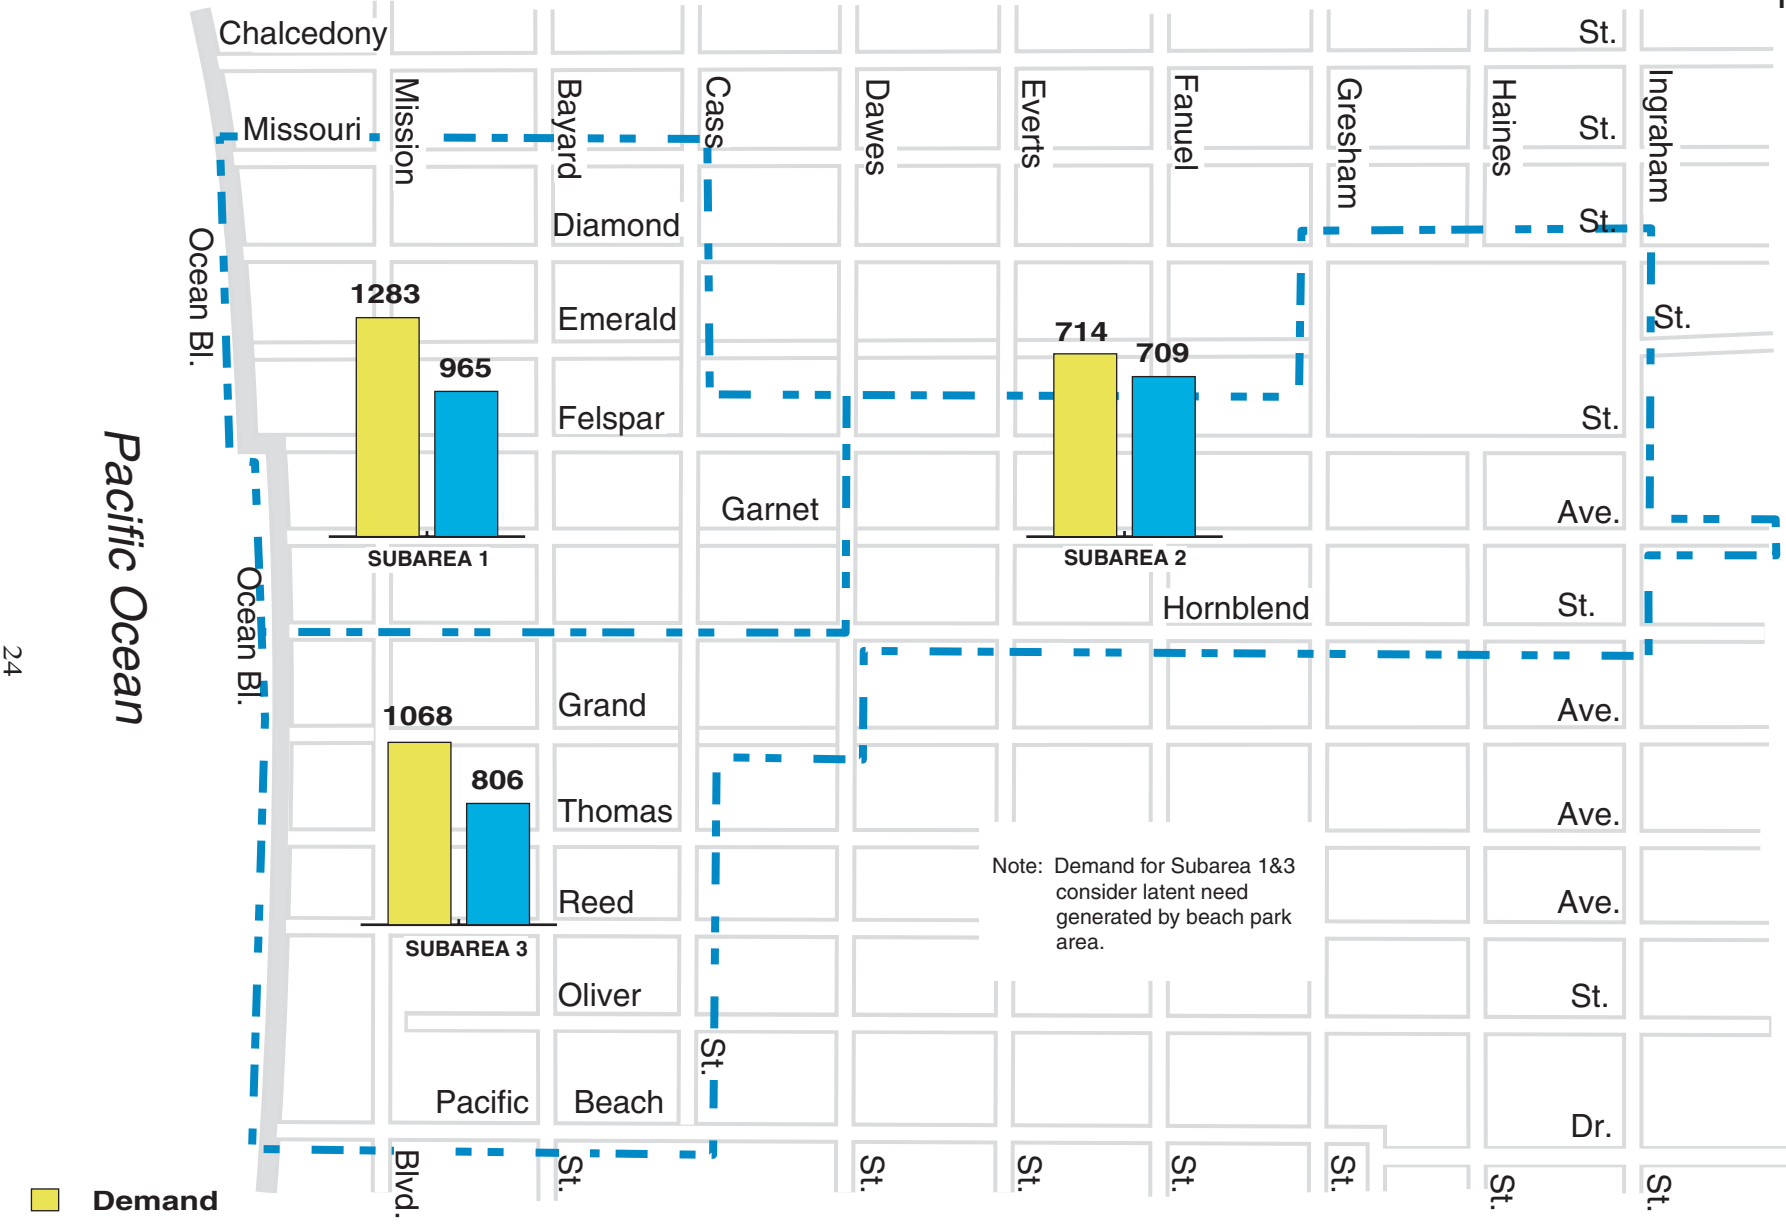 Chalcedony
St.
Mission
Bayard
Cass
Dawes
Everts
Fanuel
Gresham
Haines
Ingraham
Missouri
St.
Diamond
St.
Ocean Bl.
1283
965
Emerald
714
709
St.
Felspar
St.
Garnet
Ave.
SUBAREA 1
SUBAREA 2
Pacific Ocean
Ocean Bl.
Hornblend
St.
24
Grand
Ave.
1068
806
Thomas
Ave.
Note: Demand for Subarea 1&3
consider latent need
generated by beach park
area.
Reed
Ave.
SUBAREA 3
Oliver
St.
St.
Pacific Beach
Dr.
Blvd.
St.
St.
St.
St.
St.
St.
St.
Demand